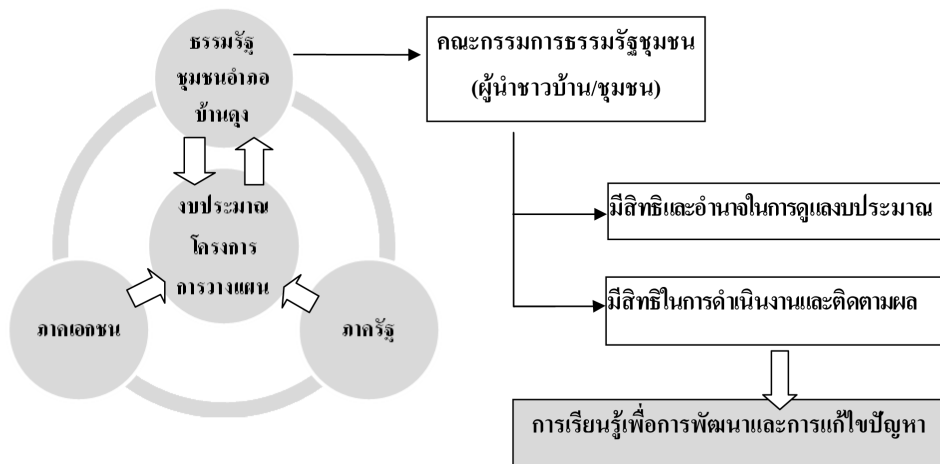 ธรรมรัฐ
ชุมชนอำภอ
บ้านดุง
งบประมาณ
โครงการ
การวางแผน
ภาคเอกชน
ภาครัฐ
คณะกรรมการธรรมรัฐชุมชน
(ผู้นำชาวบ้าน/ชุมชน)
มีสิทธิและอำนาจในการดูแลงบประมาณ
มีสิทธิในการดำเนินงานและติดตามผล
การเรียนรู้เพื่อการพัฒนาและการแก้ไขปัญหา